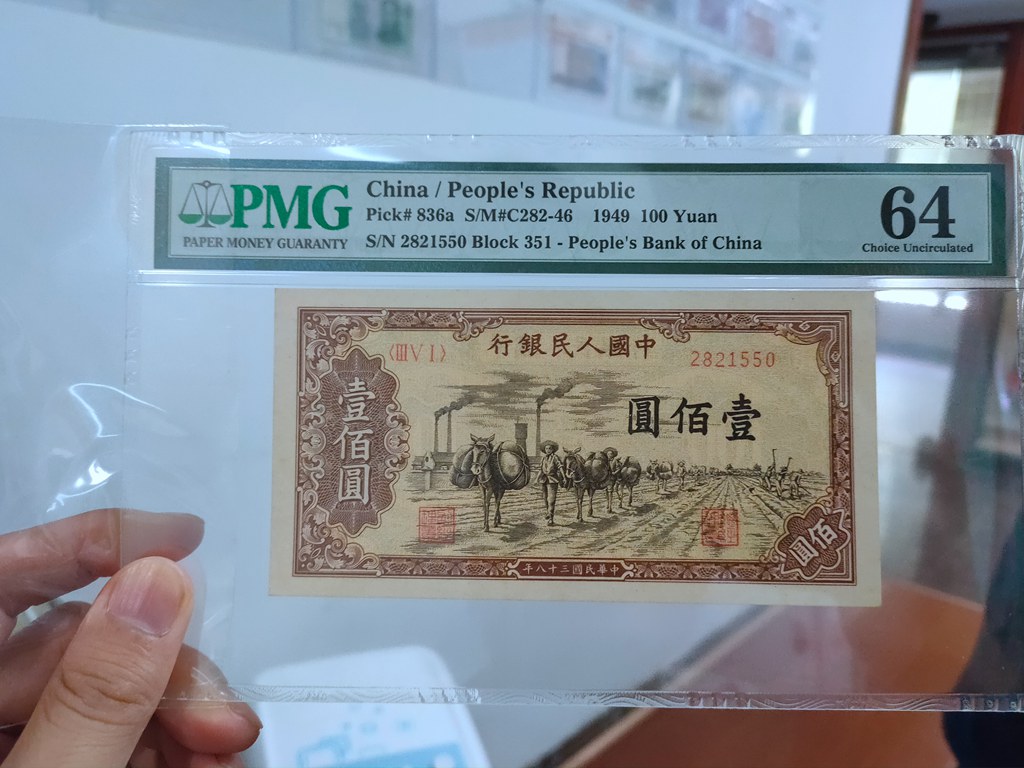 PMG
PAPER MONEY GUARANTY
China / People's Republic
Pick# 836a S/M#C282-46 1949 100 Yuan
S/N 2821550 Block 351 - People's Bank of China
64
Choice Uncirculated
中國人民銀行
〈III V I〉
2821550
壹佰圓
壹佰圓
佰圓
中華民國三十八年